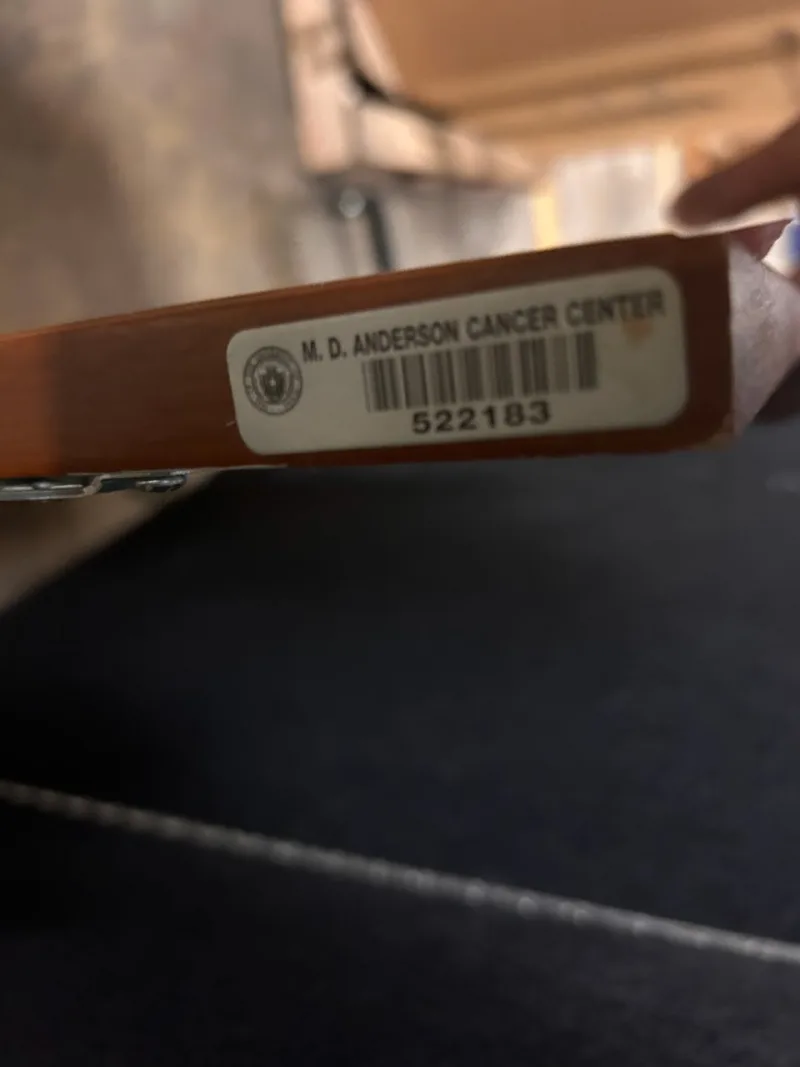 M. D. ANDERSON CANCER CENTER
522183